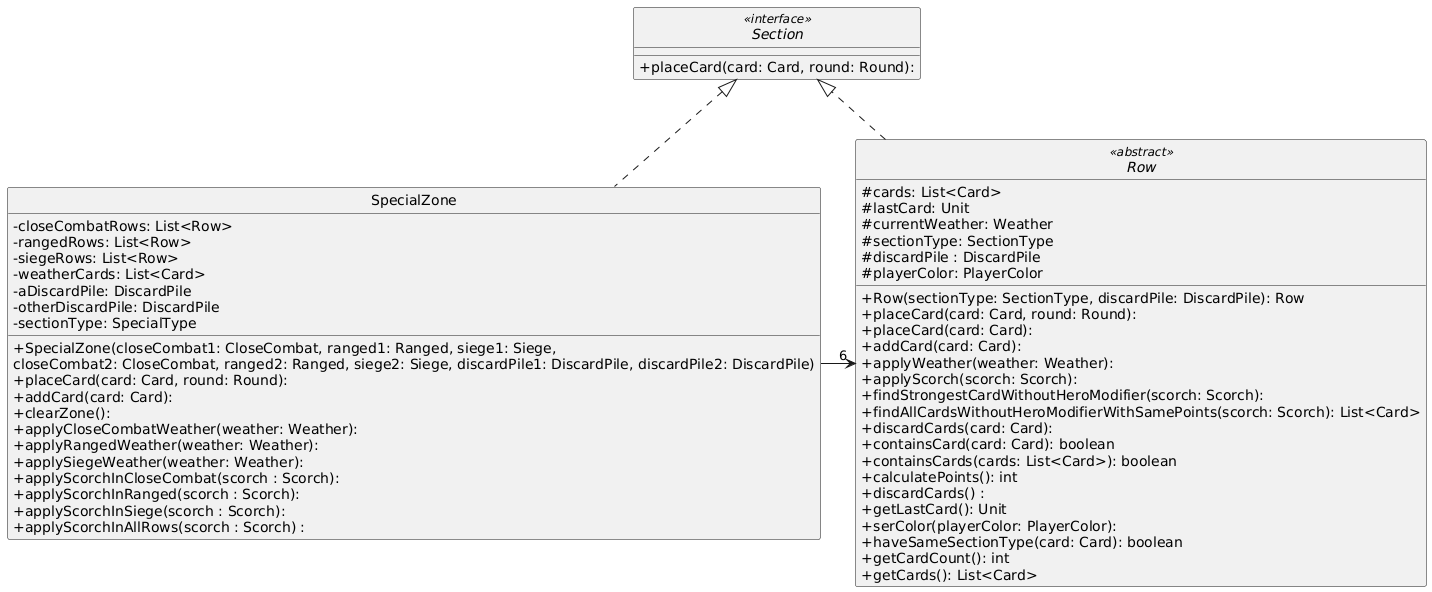 «interface»
Section
+placeCard(card: Card, round: Round):
SpecialZone
-closeCombatRows: List<Row>
-rangedRows: List<Row>
-siegeRows: List<Row>
-weatherCards: List<Card>
-aDiscardPile: DiscardPile
-otherDiscardPile: DiscardPile
-sectionType: SpecialType
+SpecialZone(closeCombat1: CloseCombat, ranged1: Ranged, siege1: Siege,
closeCombat2: CloseCombat, ranged2: Ranged, siege2: Siege, discardPile1: DiscardPile, discardPile2: DiscardPile)
+placeCard(card: Card, round: Round):
+addCard(card: Card):
+clearZone():
+applyCloseCombatWeather(weather: Weather):
+applyRangedWeather(weather: Weather):
+applySiegeWeather(weather: Weather):
+applyScorchInCloseCombat(scorch : Scorch):
+applyScorchInRanged(scorch : Scorch):
+applyScorchInSiege(scorch : Scorch):
+applyScorchInAllRows(scorch : Scorch) :
6
«abstract»
Row
#cards: List<Card>
#lastCard: Unit
#currentWeather: Weather
#sectionType: SectionType
#discardPile : DiscardPile
#playerColor: PlayerColor
+Row(sectionType: SectionType, discardPile: DiscardPile): Row
+placeCard(card: Card, round: Round):
+placeCard(card: Card):
+addCard(card: Card):
+applyWeather(weather: Weather):
+applyScorch(scorch: Scorch):
+findStrongestCardWithoutHeroModifier(scorch: Scorch):
+findAllCardsWithoutHeroModifierWithSamePoints(scorch: Scorch): List<Card>
+discardCards(card: Card):
+containsCard(card: Card): boolean
+containsCards(cards: List<Card>): boolean
+calculatePoints(): int
+discardCards() :
+getLastCard(): Unit
+serColor(playerColor: PlayerColor):
+haveSameSectionType(card: Card): boolean
+getCardCount(): int
+getCards(): List<Card>